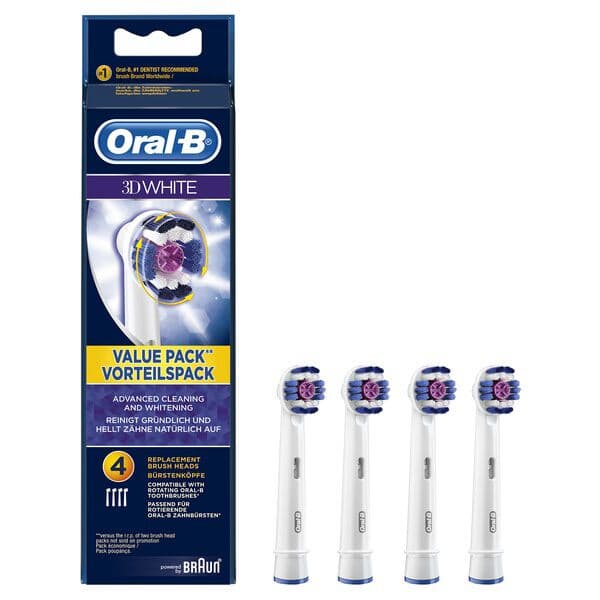 #1
Oral-B, #1 DENTIST RECOMMENDED
brush Brand Worldwide /
Oral-B
3DWHITE
VALUE PACK**
VORTEILSPACK
ADVANCED CLEANING
AND WHITENING
REINIGT GRÜNDLICH UND
HELLT ZÄHNE NATÜRLICH AUF
4
REPLACEMENT
BRUSH HEADS
BÜRSTENKÖPFE
COMPATIBLE WITH
ROTATING ORAL-B
TOOTHBRUSHES*
PASSEND FÜR
ROTIERENDE
ORAL-B ZAHNBÜRSTEN*
**versus the r.r.p. of two brush head
packs not sold on promotion
Pack économique /
Pack poupança.
powered by BRAUN
Oral-B
Oral-B
Oral-B
Oral-B